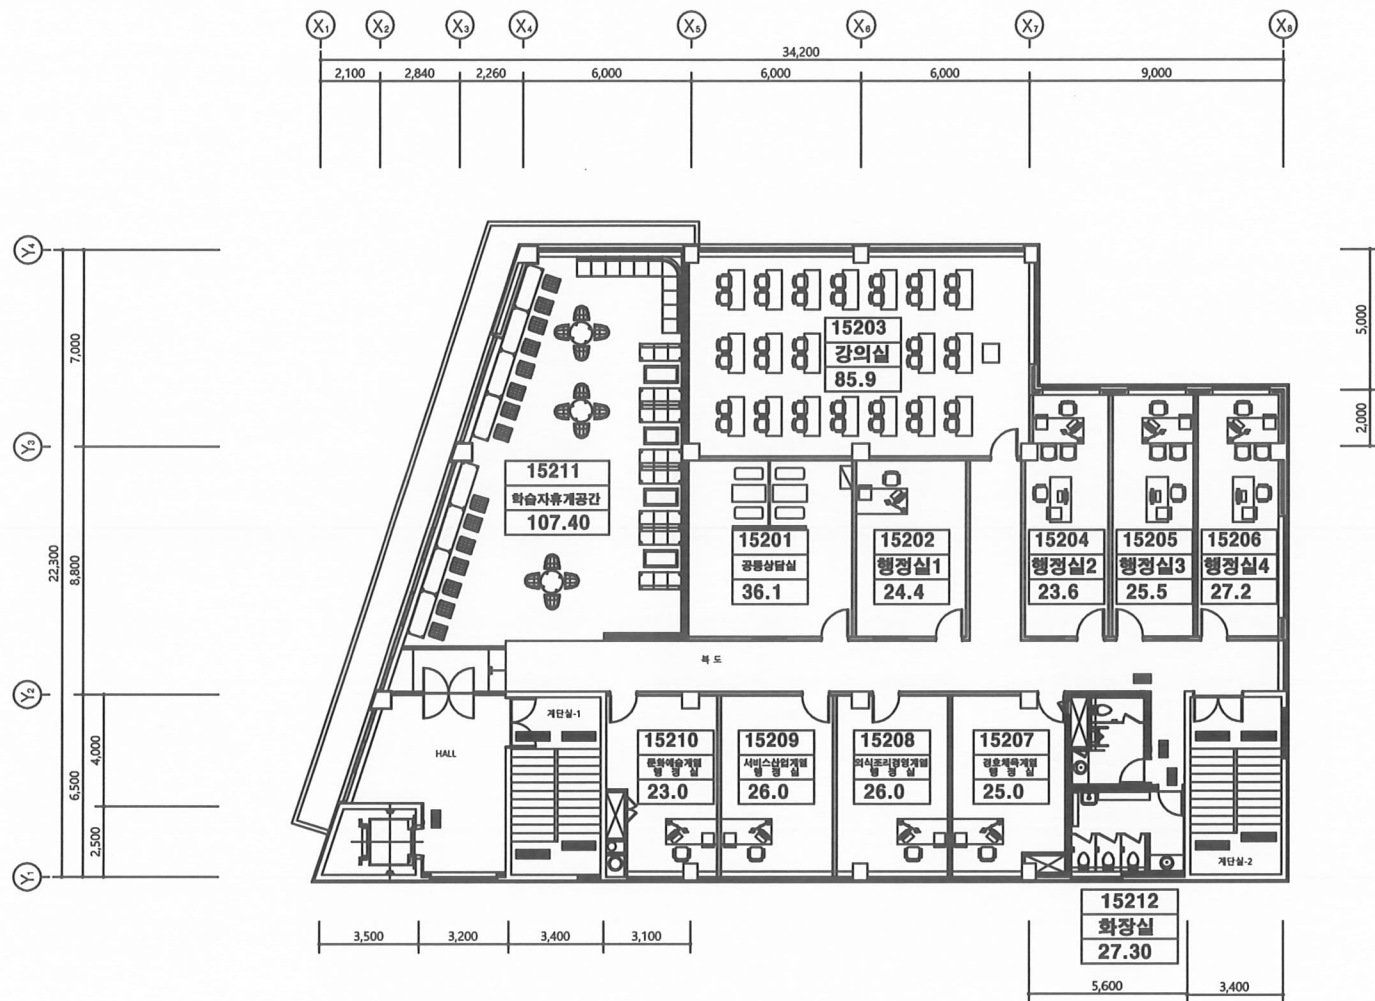 X₁ X₂ X₃ X₄ X₅ X₆ X₇ X₈
34,200
2,100 2,840 2,260 6,000 6,000 6,000 9,000
Y₄
Y₃
Y₂
Y₁
22,300
7,000
8,800
6,500
4,000
2,500
5,000
2,000
15203
강의실
85.9
15211
학습자휴게공간
107.40
15201
공동상담실
36.1
15202
행정실1
24.4
15204
행정실2
23.6
15205
행정실3
25.5
15206
행정실4
27.2
복 도
계단실-1
HALL
15210
문화예술계열
행 정 실
23.0
15209
서비스산업계열
행 정 실
26.0
15208
외식조리경영계열
행 정 실
26.0
15207
경호체육계열
행 정 실
25.0
계단실-2
15212
화장실
27.30
3,500 3,200 3,400 3,100
5,600 3,400